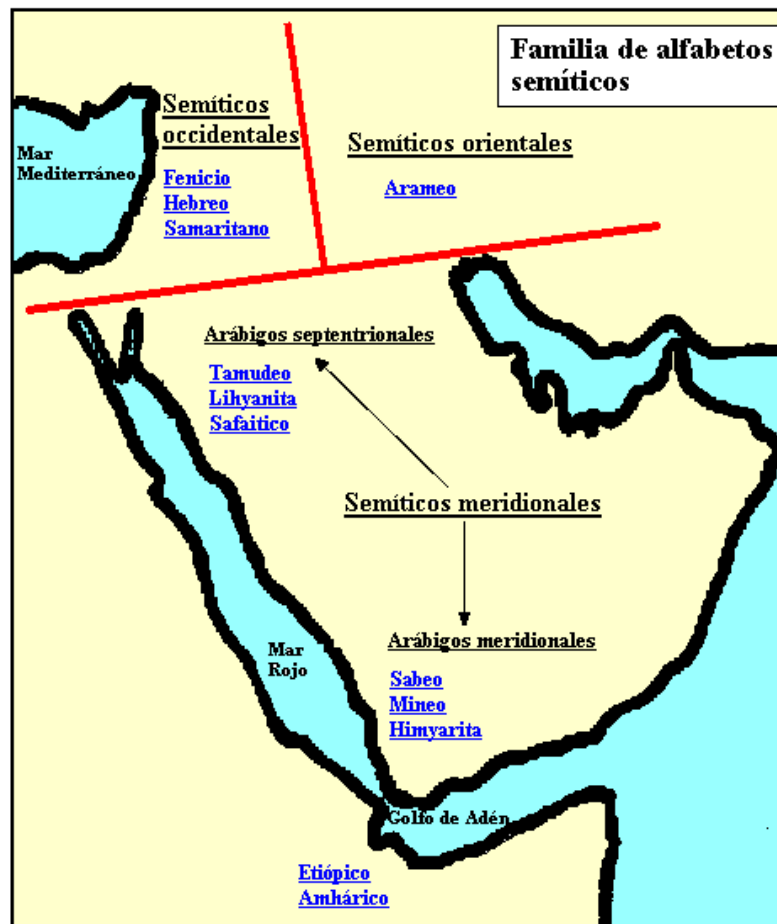 Familia de alfabetos
semíticos
Semíticos
occidentales
Fenicio
Hebreo
Samaritano
Mar
Mediterráneo
Semíticos orientales
Arameo
Arábigos septentrionales
Tamudeo
Lihyanita
Safaitico
Semíticos meridionales
Arábigos meridionales
Sabeo
Mineo
Himyarita
Mar
Rojo
Golfo de Adén
Etiópico
Amhárico